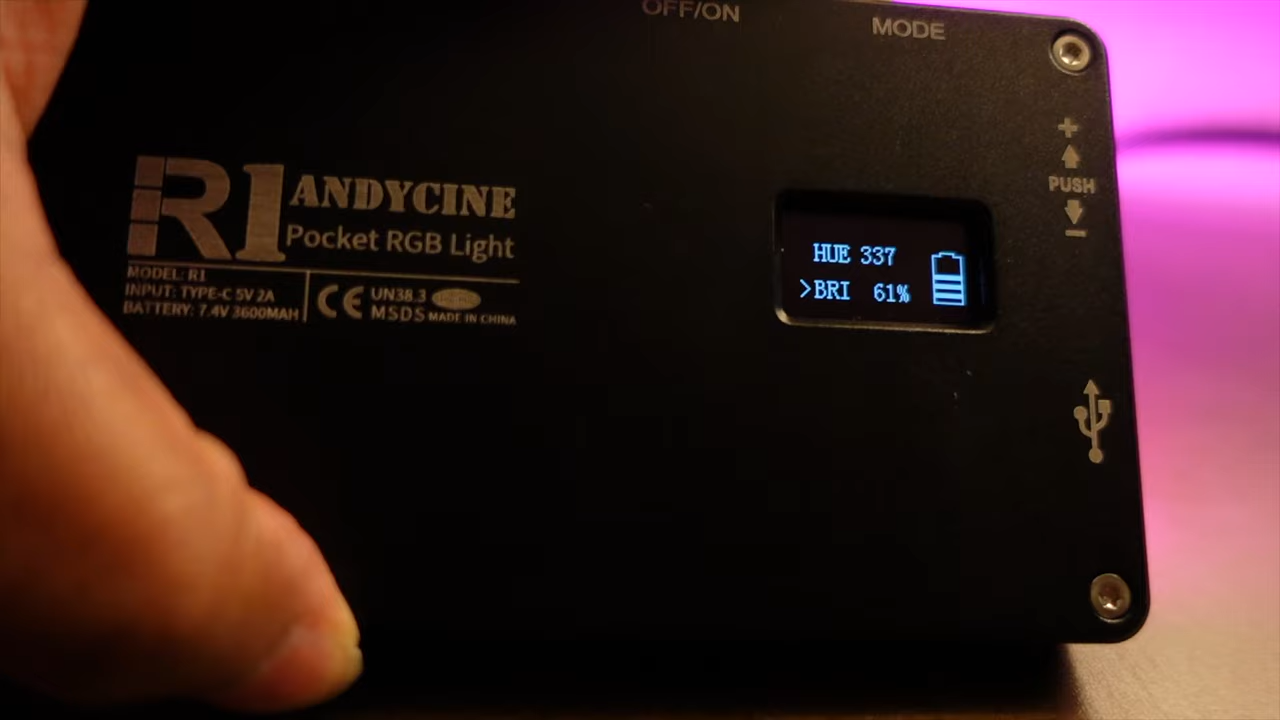 OFF/ON
MODE
+
PUSH
−
R1 ANDYCINE
Pocket RGB Light
MODEL: R1
INPUT: TYPE-C 5V 2A
BATTERY: 7.4V 3600MAH
CE
UN38.3
MSDS MADE IN CHINA
HUE 337
>BRI 61%